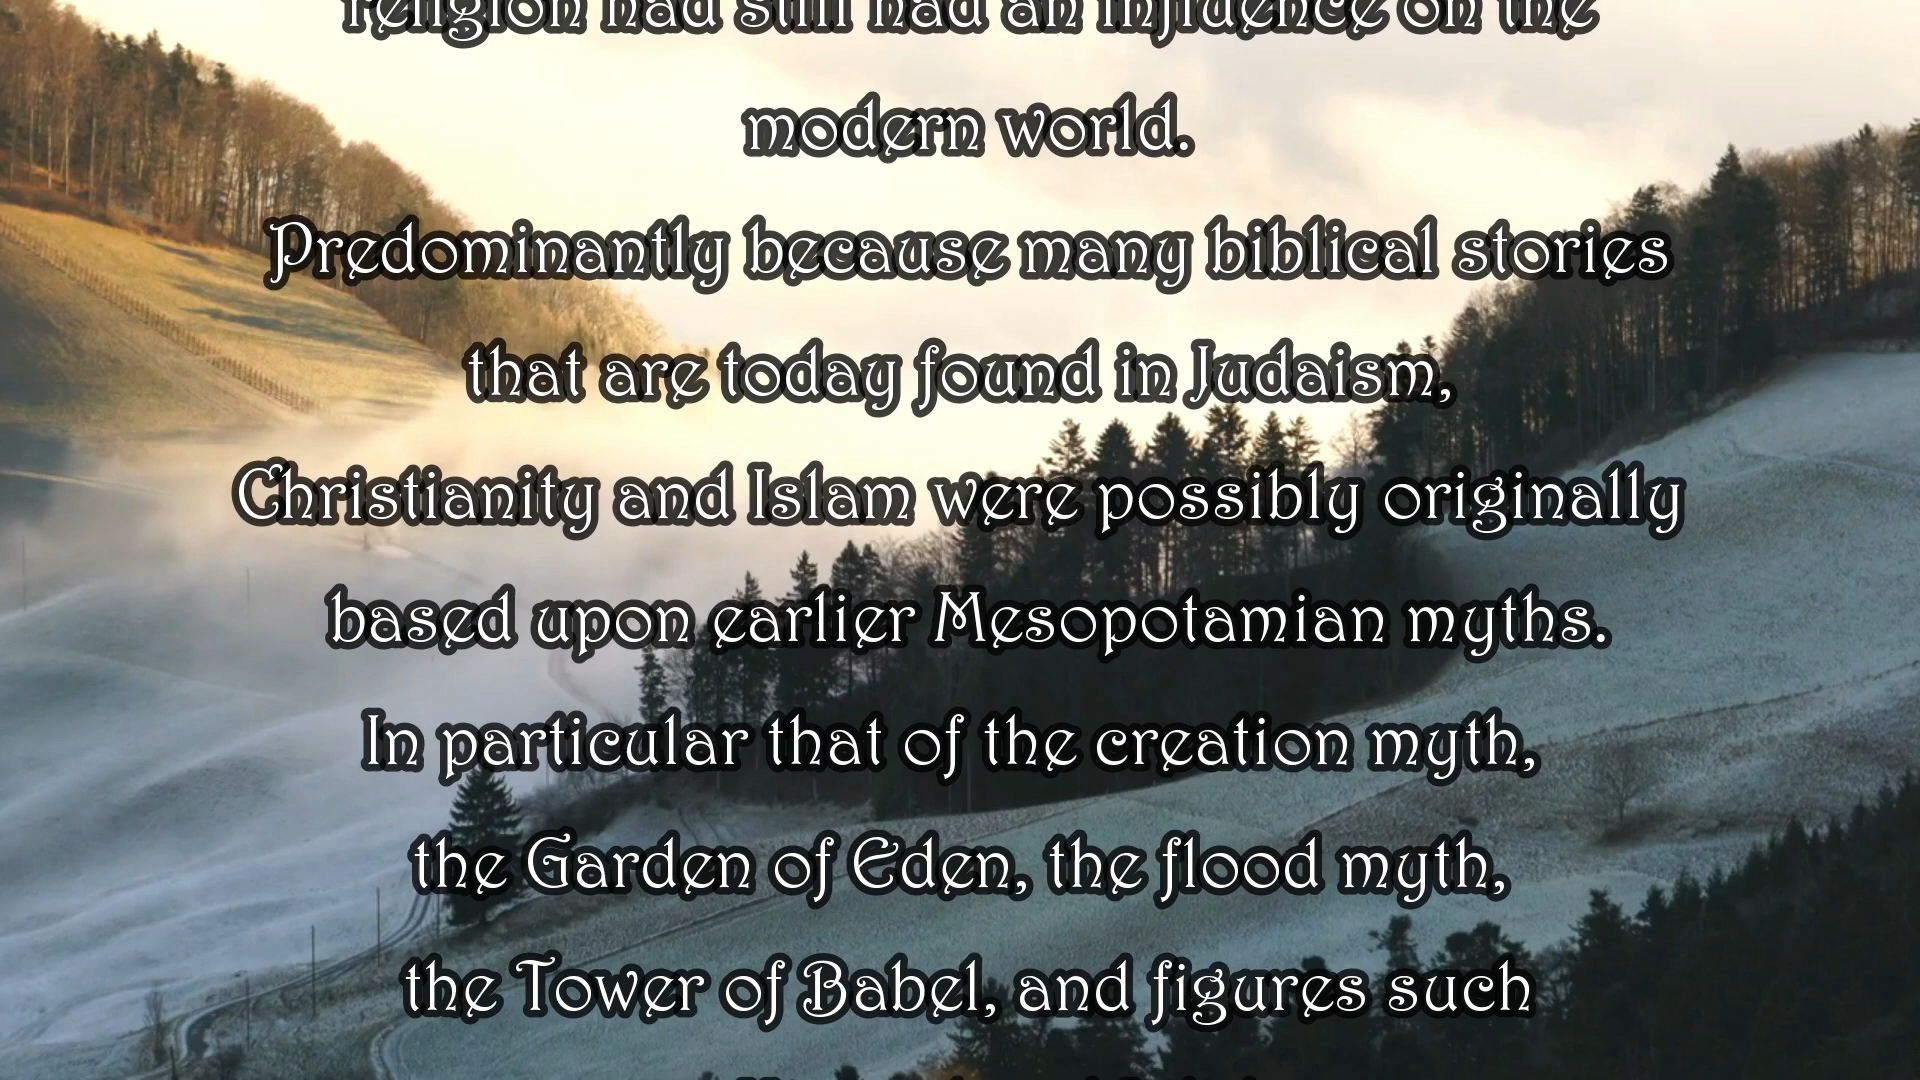 religion had still had an influence on the
modern world.
Predominantly because many biblical stories
that are today found in Judaism,
Christianity and Islam were possibly originally
based upon earlier Mesopotamian myths.
In particular that of the creation myth,
the Garden of Eden, the flood myth,
the Tower of Babel, and figures such